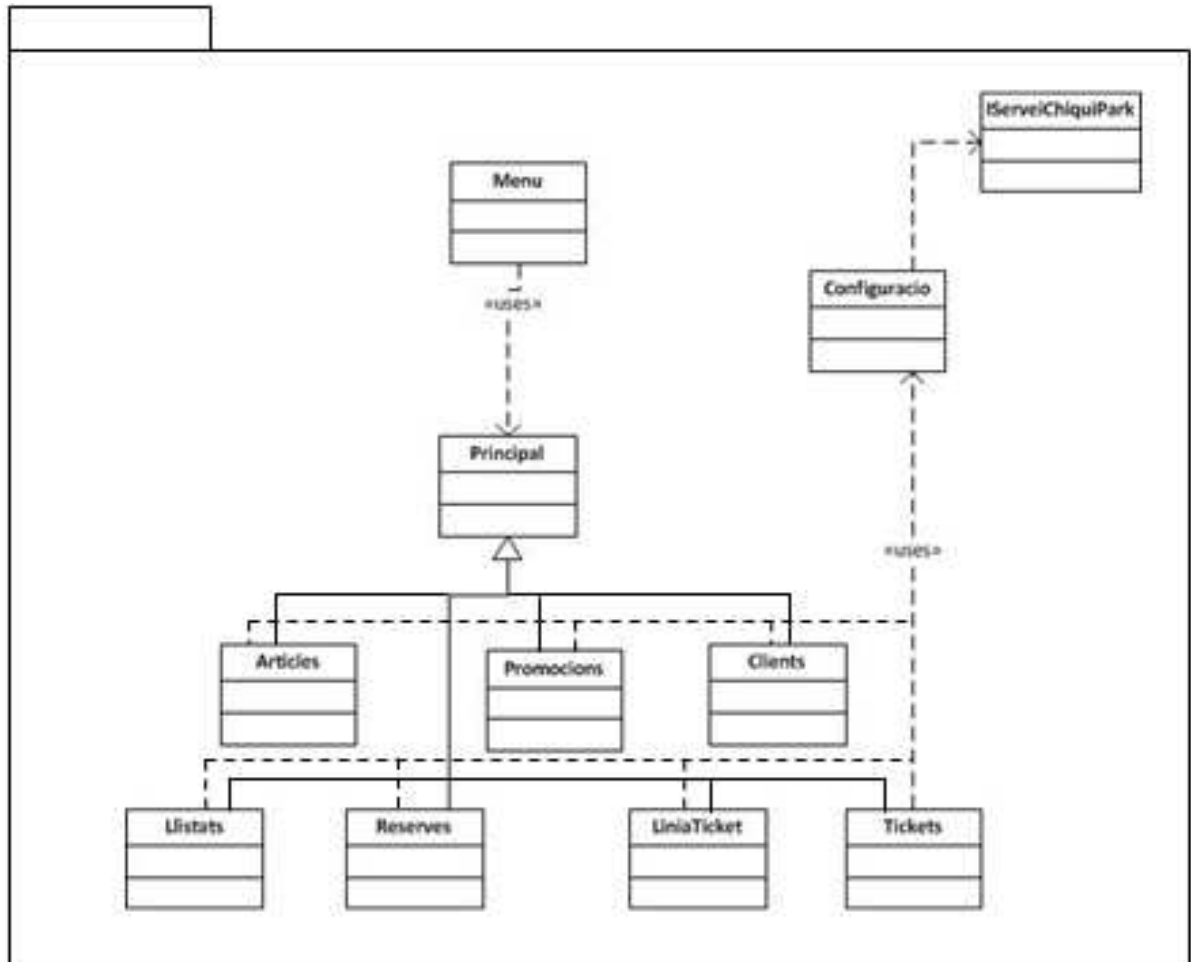 IServeiChiquiPark
Menu
Configuracio
«uses»
Principal
«uses»
Articles
Promocions
Clients
Llistats
Reserves
LiniaTicket
Tickets